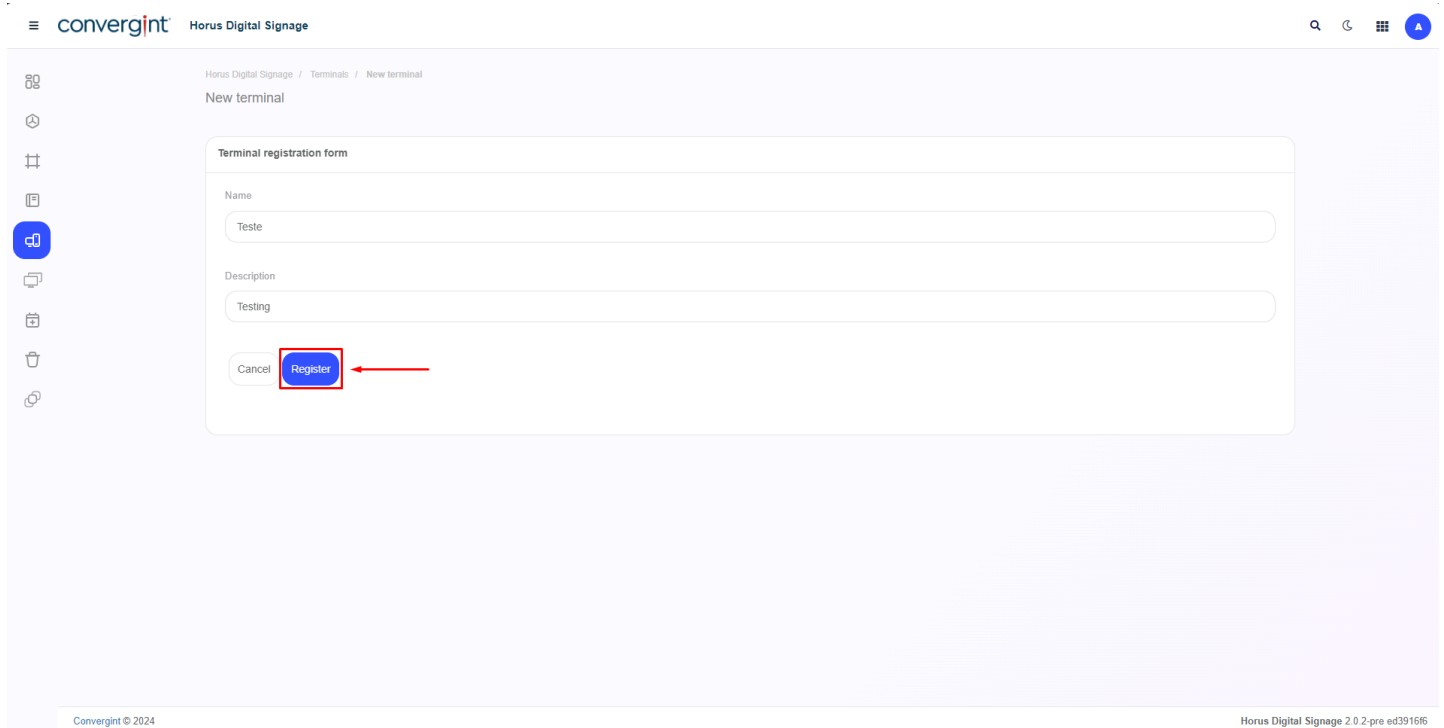 convergint Horus Digital Signage A
Horus Digital Signage / Terminals / New terminal
New terminal
Terminal registration form
Name
Teste
Description
Testing
Cancel Register
Convergint © 2024 Horus Digital Signage 2.0.2-pre ed3916f6